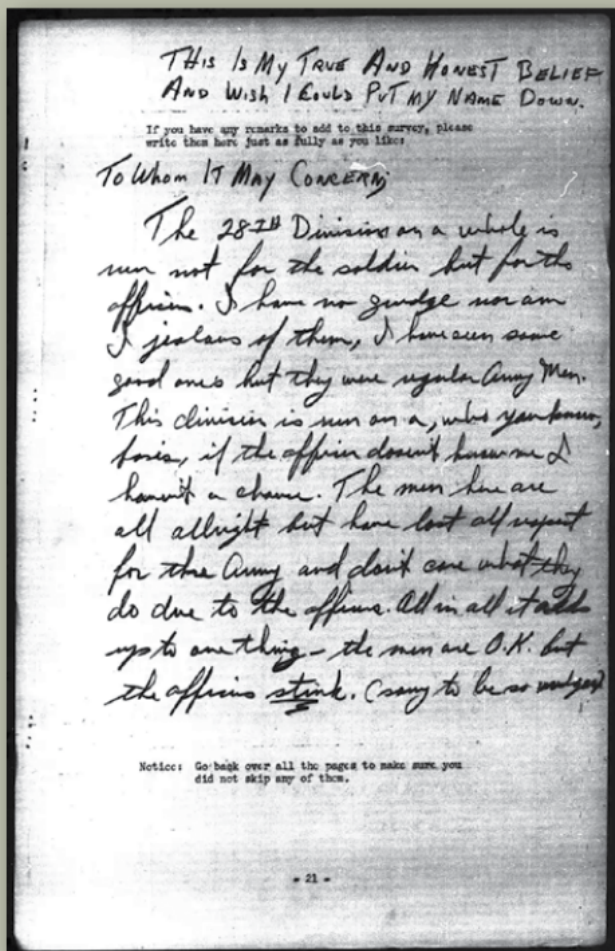 THIS IS MY TRUE AND HONEST BELIEF
AND WISH I COULD PUT MY NAME DOWN.
If you have any remarks to add to this survey, please
write them here just as fully as you like:
TO WHOM IT MAY CONCERN;
The 28TH Division on a whole is
run not for the soldier but for the
officers. I have no grudge nor am
I jealous of them, I have seen some
good ones but they were regular Army Men.
This division is run on a, who you know,
basis, if the officer doesn't know me I
haven't a chance. The men here are
all allright but have lost all respect
for the Army and don't care what they
do due to the officers. All in all it adds
up to one thing - the men are O.K. but
the officers stink. (sorry to be so vulgar)
Notice: Go back over all the pages to make sure you
did not skip any of them.
- 21 -